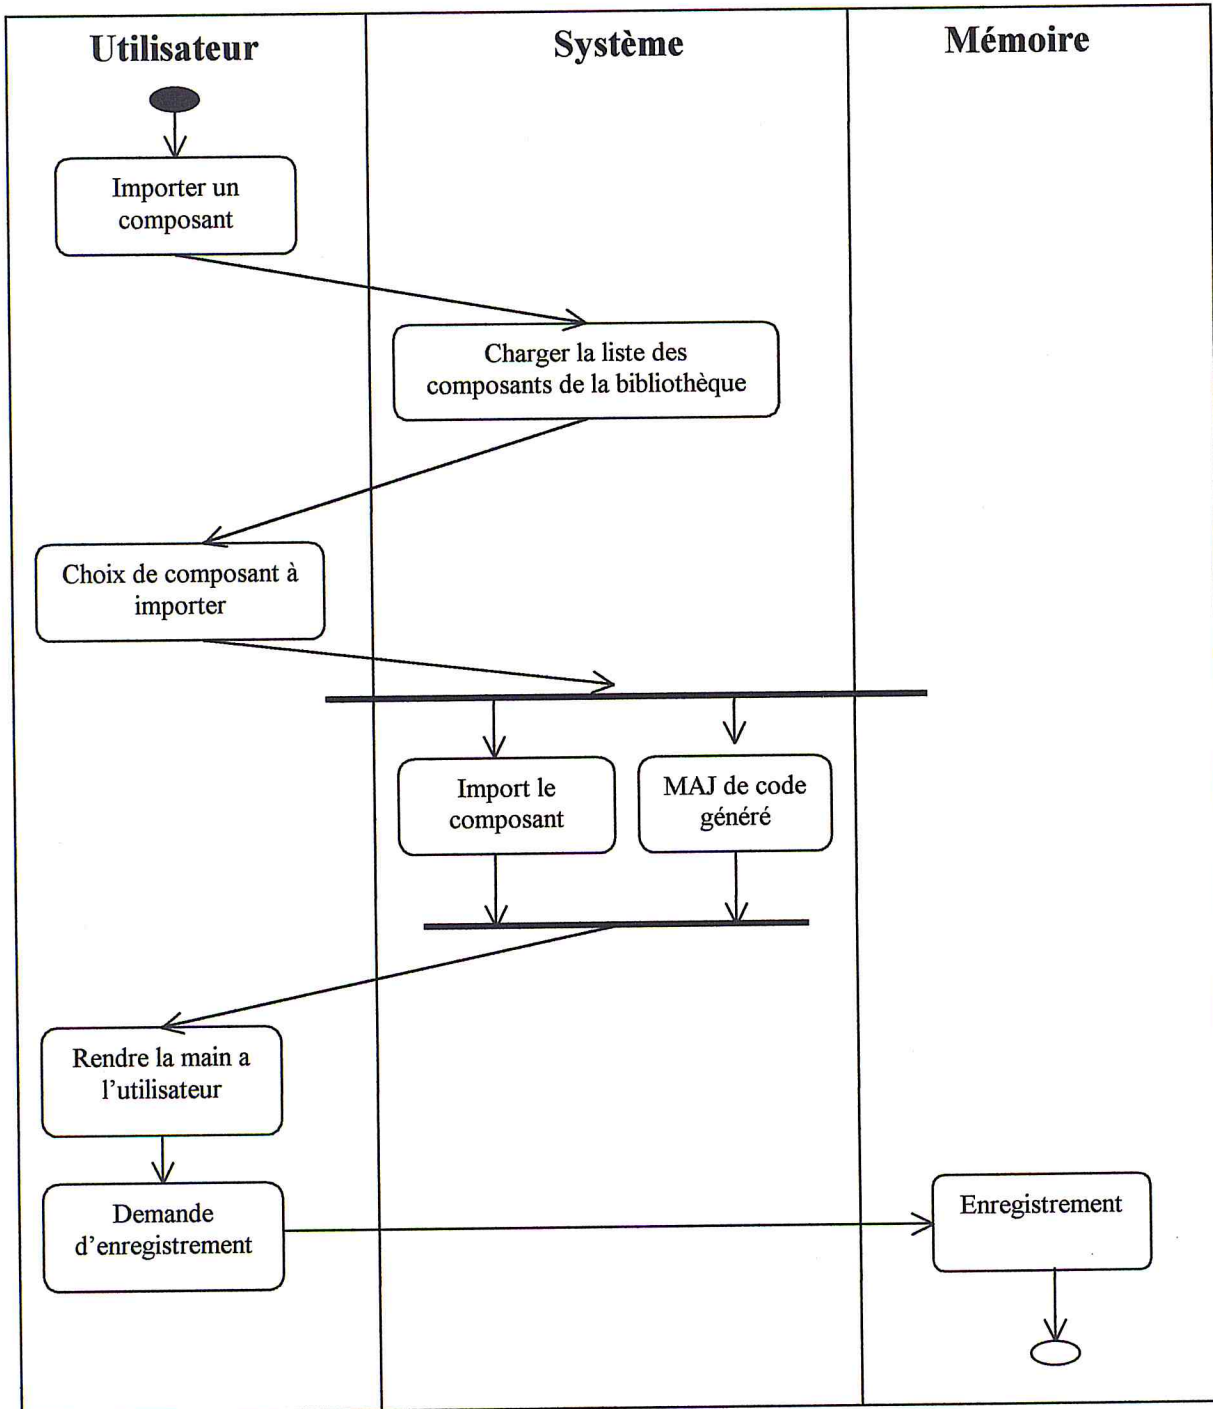 Utilisateur
Système
Mémoire
Importer un
composant
Charger la liste des
composants de la bibliothèque
Choix de composant à
importer
Import le
composant
MAJ de code
généré
Rendre la main a
l’utilisateur
Demande
d’enregistrement
Enregistrement